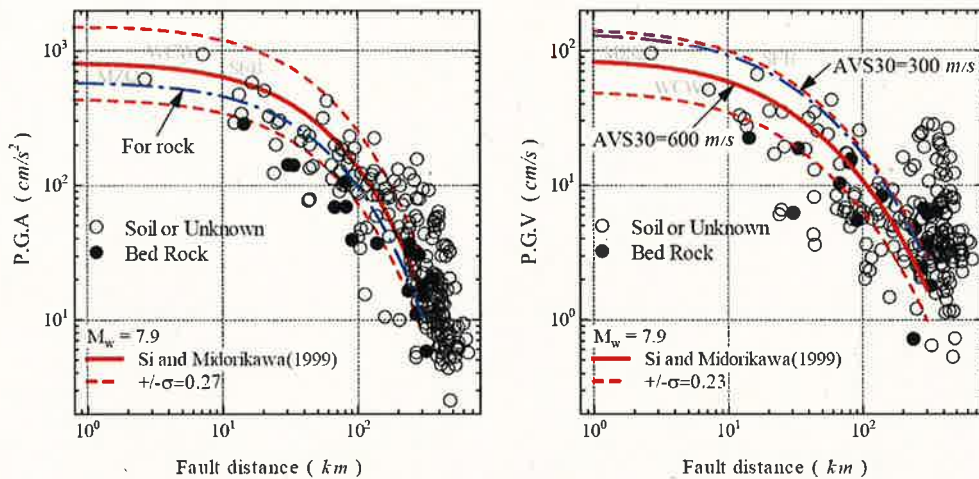 10³
10²
10¹
P.G.A (cm/s²)
For rock
Soil or Unknown
Bed Rock
M_w = 7.9
Si and Midorikawa(1999)
+/-σ=0.27
10⁰ 10¹ 10²
Fault distance ( km )
10²
10¹
10⁰
P.G.V (cm/s)
AVS30=300 m/s
AVS30=600 m/s
Soil or Unknown
Bed Rock
M_w = 7.9
Si and Midorikawa(1999)
+/-σ=0.23
10⁰ 10¹ 10²
Fault distance ( km )